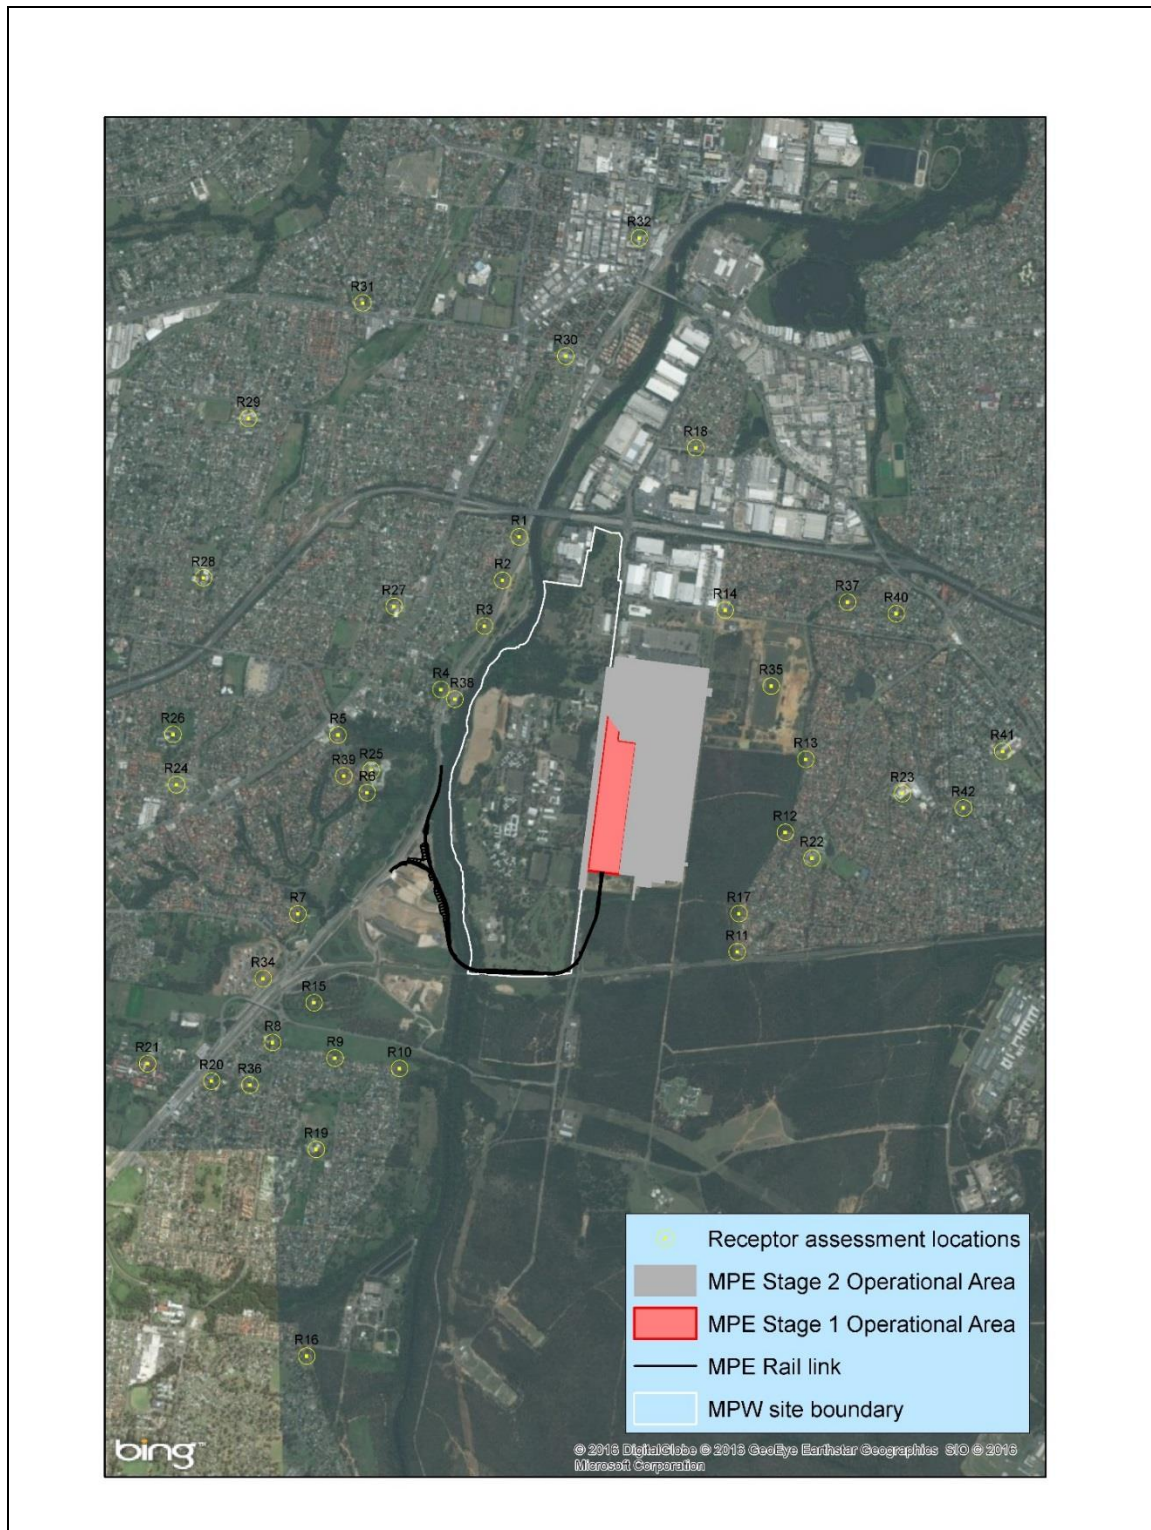 R32
R31
R30
R29
R18
R1
R2
R28
R27
R37
R14
R40
R3
R4
R38
R35
R26
R5
R41
R13
R25
R39
R24
R6
R23
R42
R12
R22
R7
R17
R11
R34
R15
R8
R9
R21
R10
R20
R36
R19
R16
Receptor assessment locations
MPE Stage 2 Operational Area
MPE Stage 1 Operational Area
MPE Rail link
MPW site boundary
bing
© 2016 DigitalGlobe © 2016 GeoEye Earthstar Geographics SIO © 2016
Microsoft Corporation